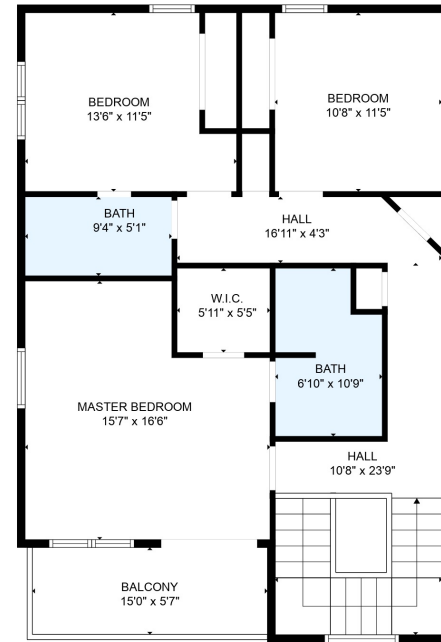 BEDROOM
13'6" x 11'5"
BEDROOM
10'8" x 11'5"
BATH
9'4" x 5'1"
HALL
16'11" x 4'3"
W.I.C.
5'11" x 5'5"
BATH
6'10" x 10'9"
MASTER BEDROOM
15'7" x 16'6"
HALL
10'8" x 23'9"
BALCONY
15'0" x 5'7"